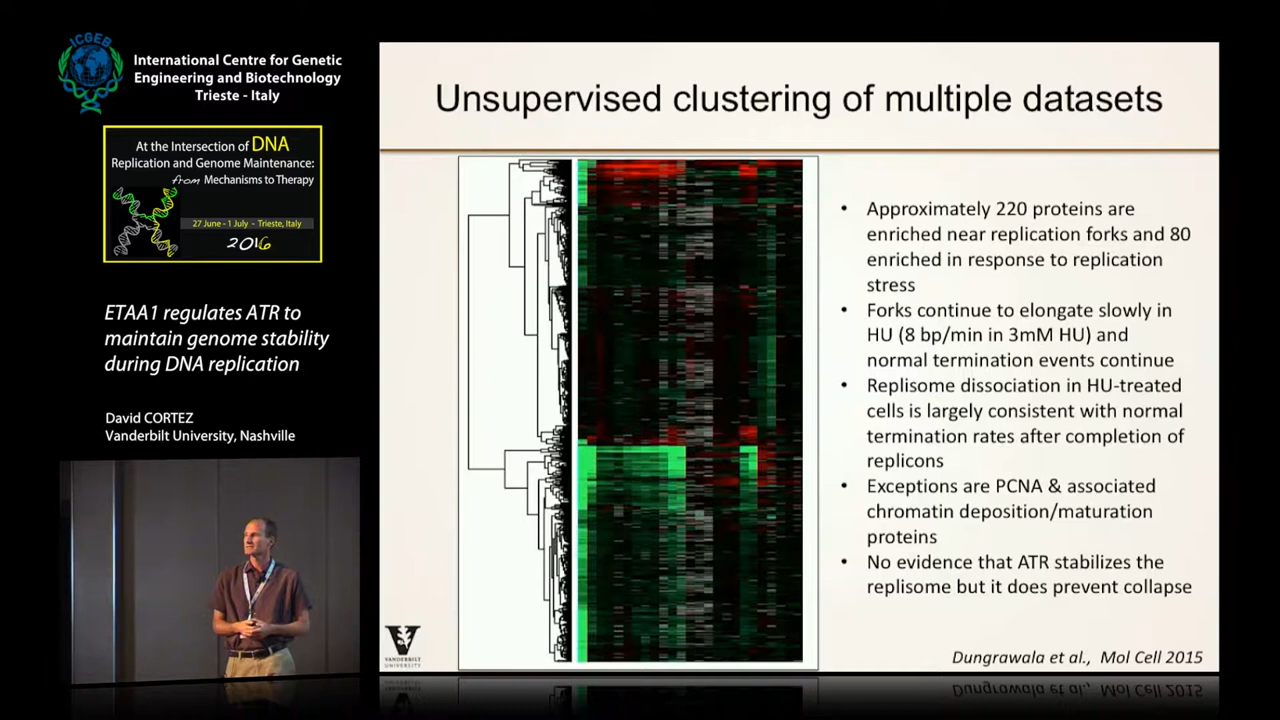 ICGEB
International Centre for Genetic
Engineering and Biotechnology
Trieste - Italy
At the Intersection of DNA
Replication and Genome Maintenance:
from Mechanisms to Therapy
27 June - 1 July - Trieste, Italy
2016
ETAA1 regulates ATR to
maintain genome stability
during DNA replication
David CORTEZ
Vanderbilt University, Nashville
Unsupervised clustering of multiple datasets
• Approximately 220 proteins are
enriched near replication forks and 80
enriched in response to replication
stress
• Forks continue to elongate slowly in
HU (8 bp/min in 3mM HU) and
normal termination events continue
• Replisome dissociation in HU-treated
cells is largely consistent with normal
termination rates after completion of
replicons
• Exceptions are PCNA & associated
chromatin deposition/maturation
proteins
• No evidence that ATR stabilizes the
replisome but it does prevent collapse
VANDERBILT
UNIVERSITY
Dungrawala et al., Mol Cell 2015